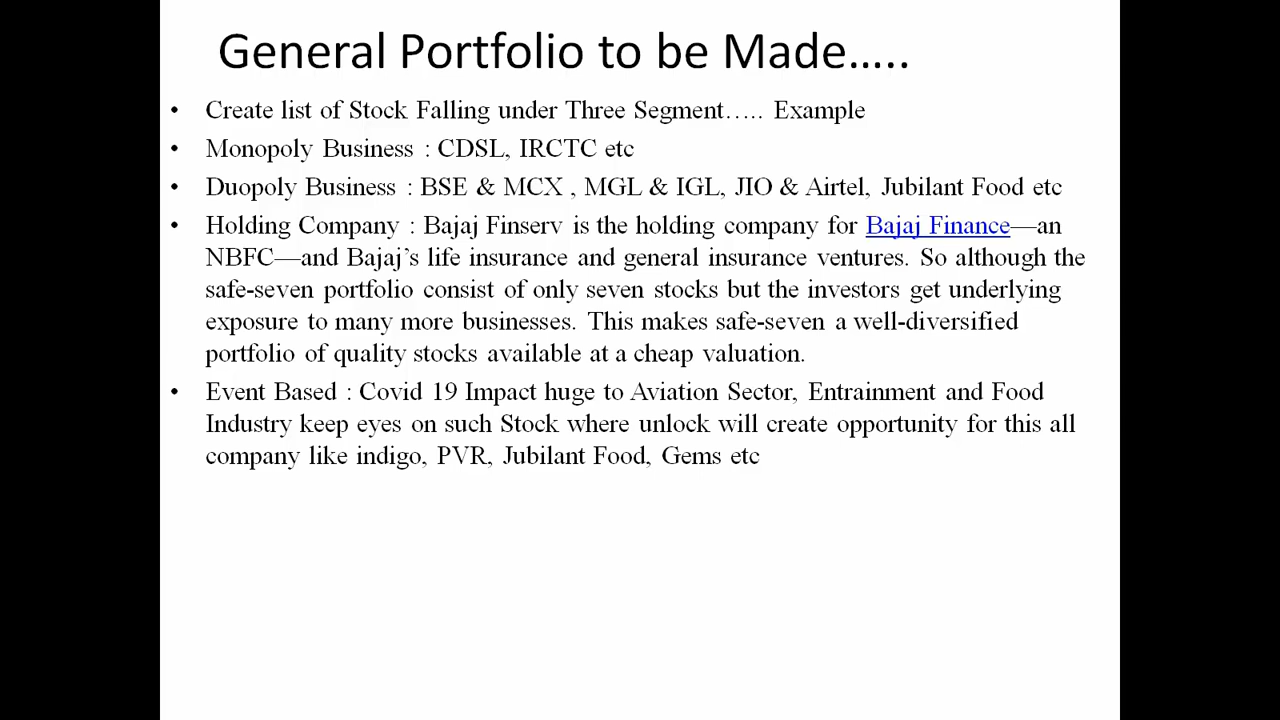 General Portfolio to be Made.....
• Create list of Stock Falling under Three Segment..... Example
• Monopoly Business : CDSL, IRCTC etc
• Duopoly Business : BSE & MCX , MGL & IGL, JIO & Airtel, Jubilant Food etc
• Holding Company : Bajaj Finserv is the holding company for Bajaj Finance—an
NBFC—and Bajaj’s life insurance and general insurance ventures. So although the
safe-seven portfolio consist of only seven stocks but the investors get underlying
exposure to many more businesses. This makes safe-seven a well-diversified
portfolio of quality stocks available at a cheap valuation.
• Event Based : Covid 19 Impact huge to Aviation Sector, Entrainment and Food
Industry keep eyes on such Stock where unlock will create opportunity for this all
company like indigo, PVR, Jubilant Food, Gems etc